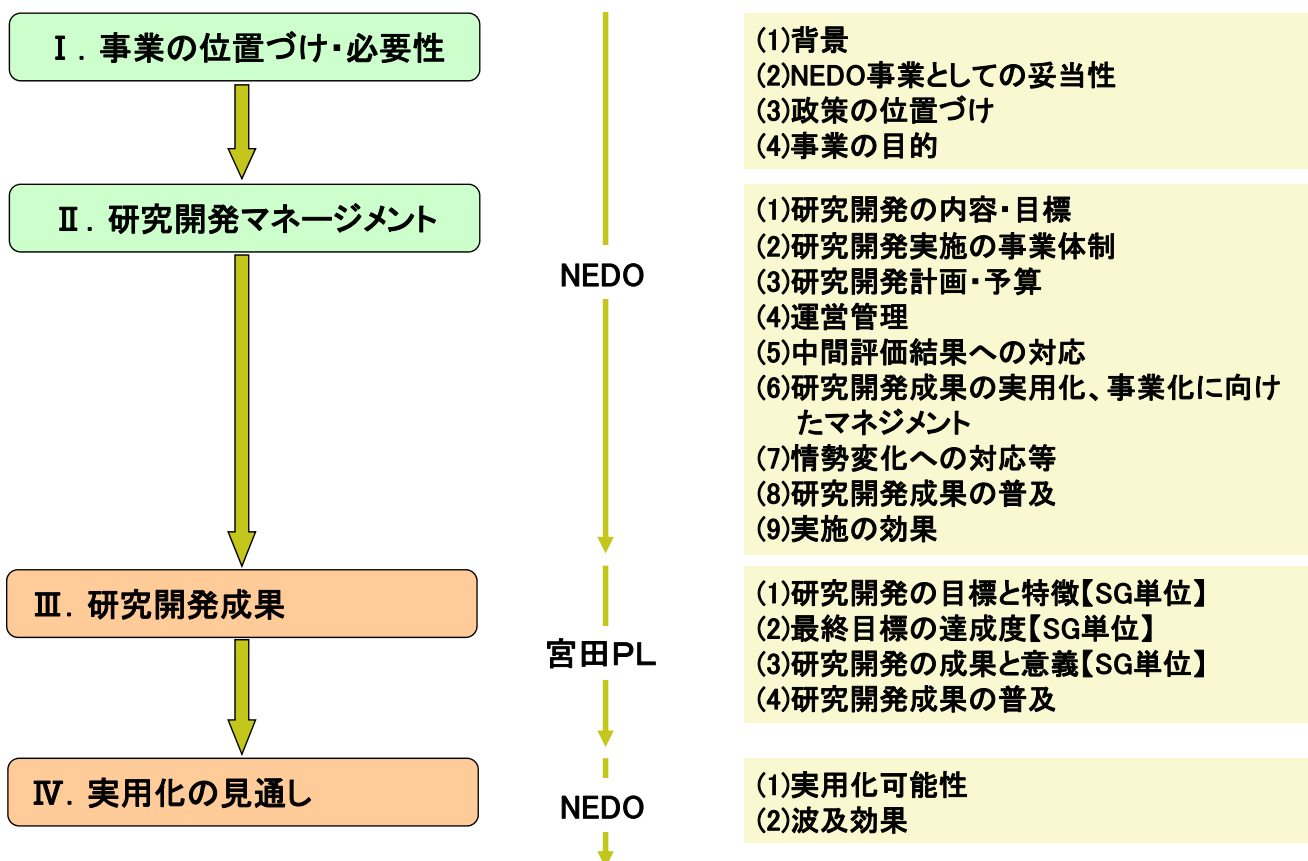 Ⅰ．事業の位置づけ・必要性
(1)背景
(2)NEDO事業としての妥当性
(3)政策の位置づけ
(4)事業の目的
Ⅱ．研究開発マネージメント
NEDO
(1)研究開発の内容・目標
(2)研究開発実施の事業体制
(3)研究開発計画・予算
(4)運営管理
(5)中間評価結果への対応
(6)研究開発成果の実用化、事業化に向け
たマネジメント
(7)情勢変化への対応等
(8)研究開発成果の普及
(9)実施の効果
Ⅲ．研究開発成果
宮田PL
(1)研究開発の目標と特徴【SG単位】
(2)最終目標の達成度【SG単位】
(3)研究開発の成果と意義【SG単位】
(4)研究開発成果の普及
Ⅳ．実用化の見通し
NEDO
(1)実用化可能性
(2)波及効果